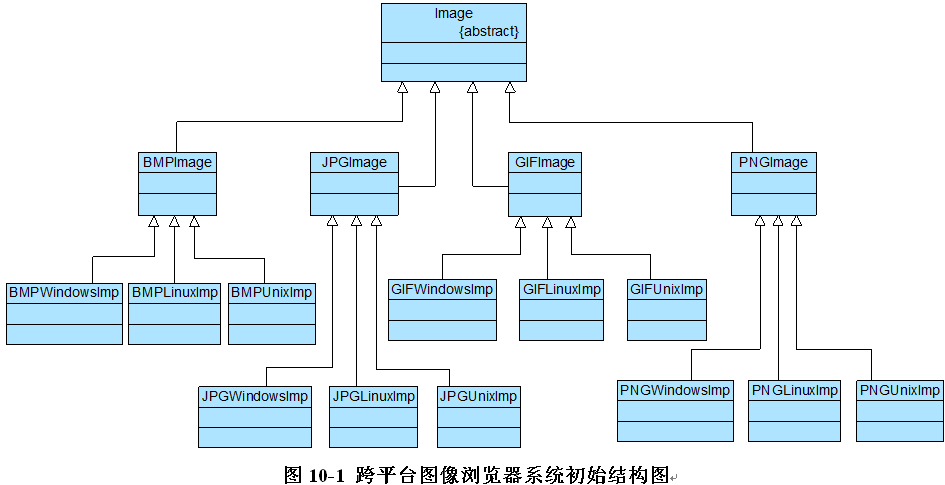 Image
{abstract}
BMPImage
JPGImage
GIFImage
PNGImage
BMPWindowsImp
BMPLinuxImp
BMPUnixImp
GIFWindowsImp
GIFLinuxImp
GIFUnixImp
JPGWindowsImp
JPGLinuxImp
JPGUnixImp
PNGWindowsImp
PNGLinuxImp
PNGUnixImp
图 10-1 跨平台图像浏览器系统初始结构图